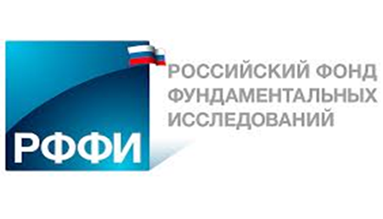 РОССИЙСКИЙ ФОНД
ФУНДАМЕНТАЛЬНЫХ
ИССЛЕДОВАНИЙ
РФФИ